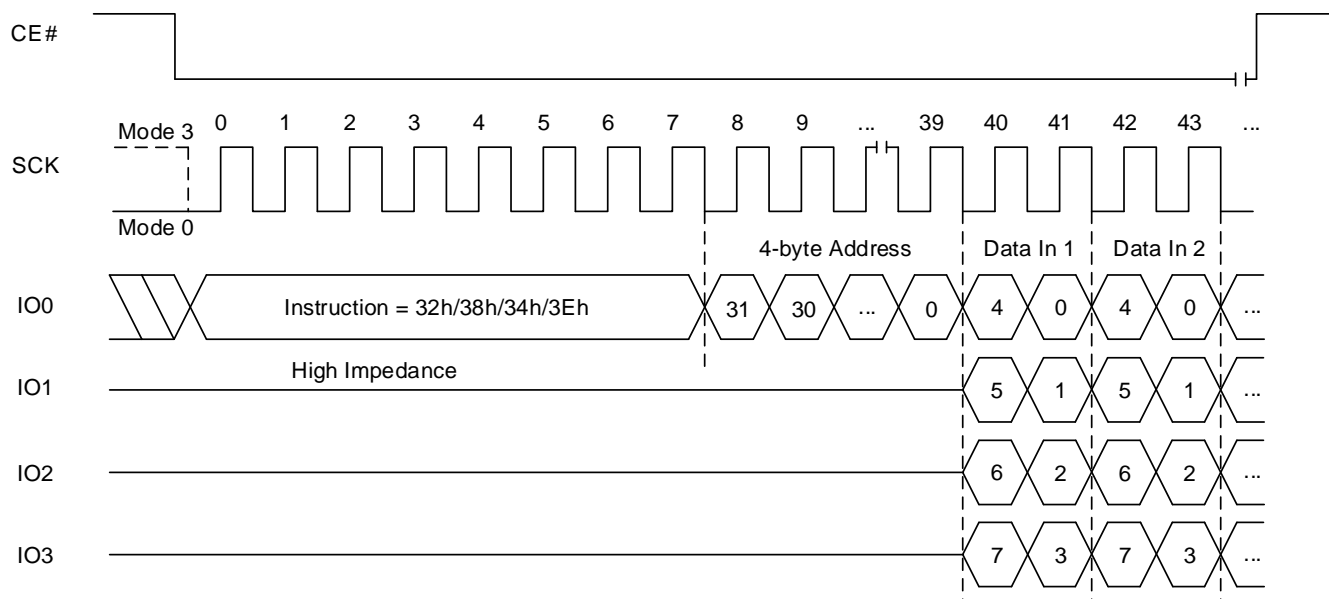 CE#
Mode 3 0 1 2 3 4 5 6 7 8 9 ... 39 40 41 42 43 ...
SCK
Mode 0
4-byte Address Data In 1 Data In 2
IO0 Instruction = 32h/38h/34h/3Eh 31 30 ... 0 4 0 4 0 ...
High Impedance
IO1 5 1 5 1 ...
IO2 6 2 6 2 ...
IO3 7 3 7 3 ...